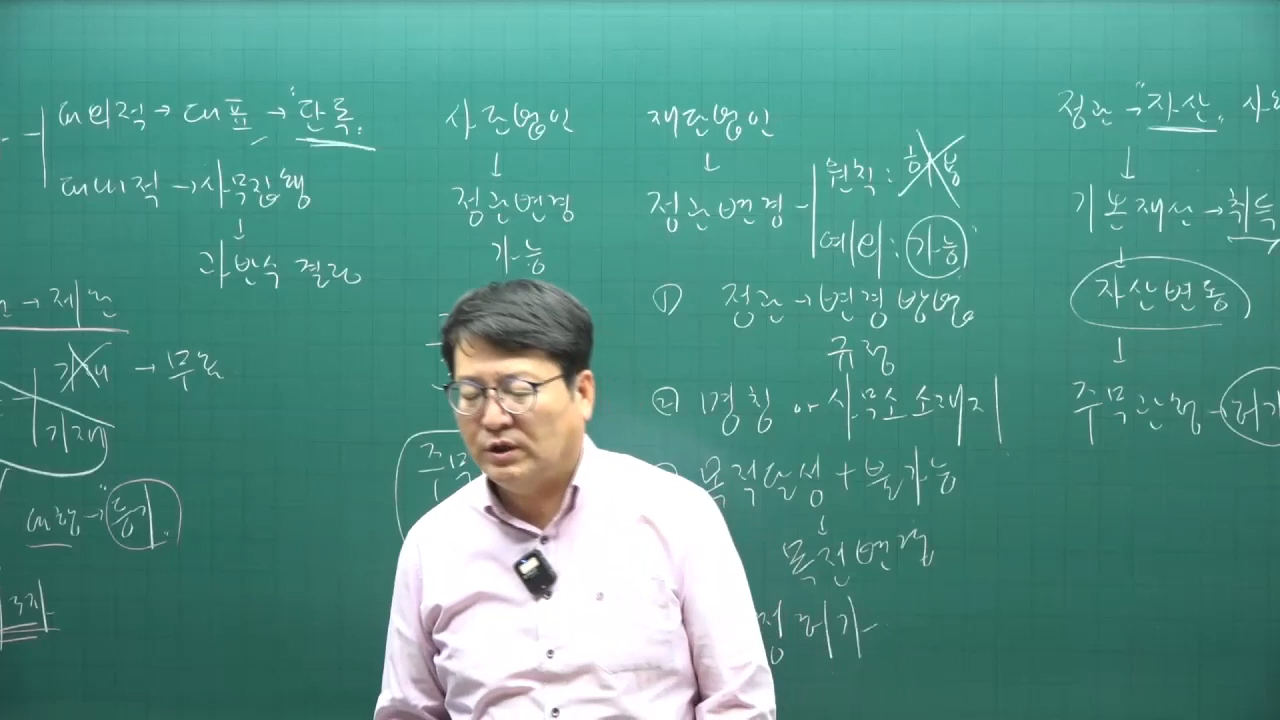 대외적 → 대표 → "단독"
대내적 → 사무집행
↓
과반수 결정
→ 제한
기재 → 무효
기재
→ "등기"
사단법인
↓
정관변경
가능
주무
재단법인
↓
정관변경
원칙 : 허용
예외 : 가능
① 정관 → 변경방법
규정
② 명칭 or 사무소 소재지
목적달성 + 불가능
↓
목적변경
허가
정관 → "자산"
↓
기본재산 → 취득
↓
자산변동
↓
주무관청 허가